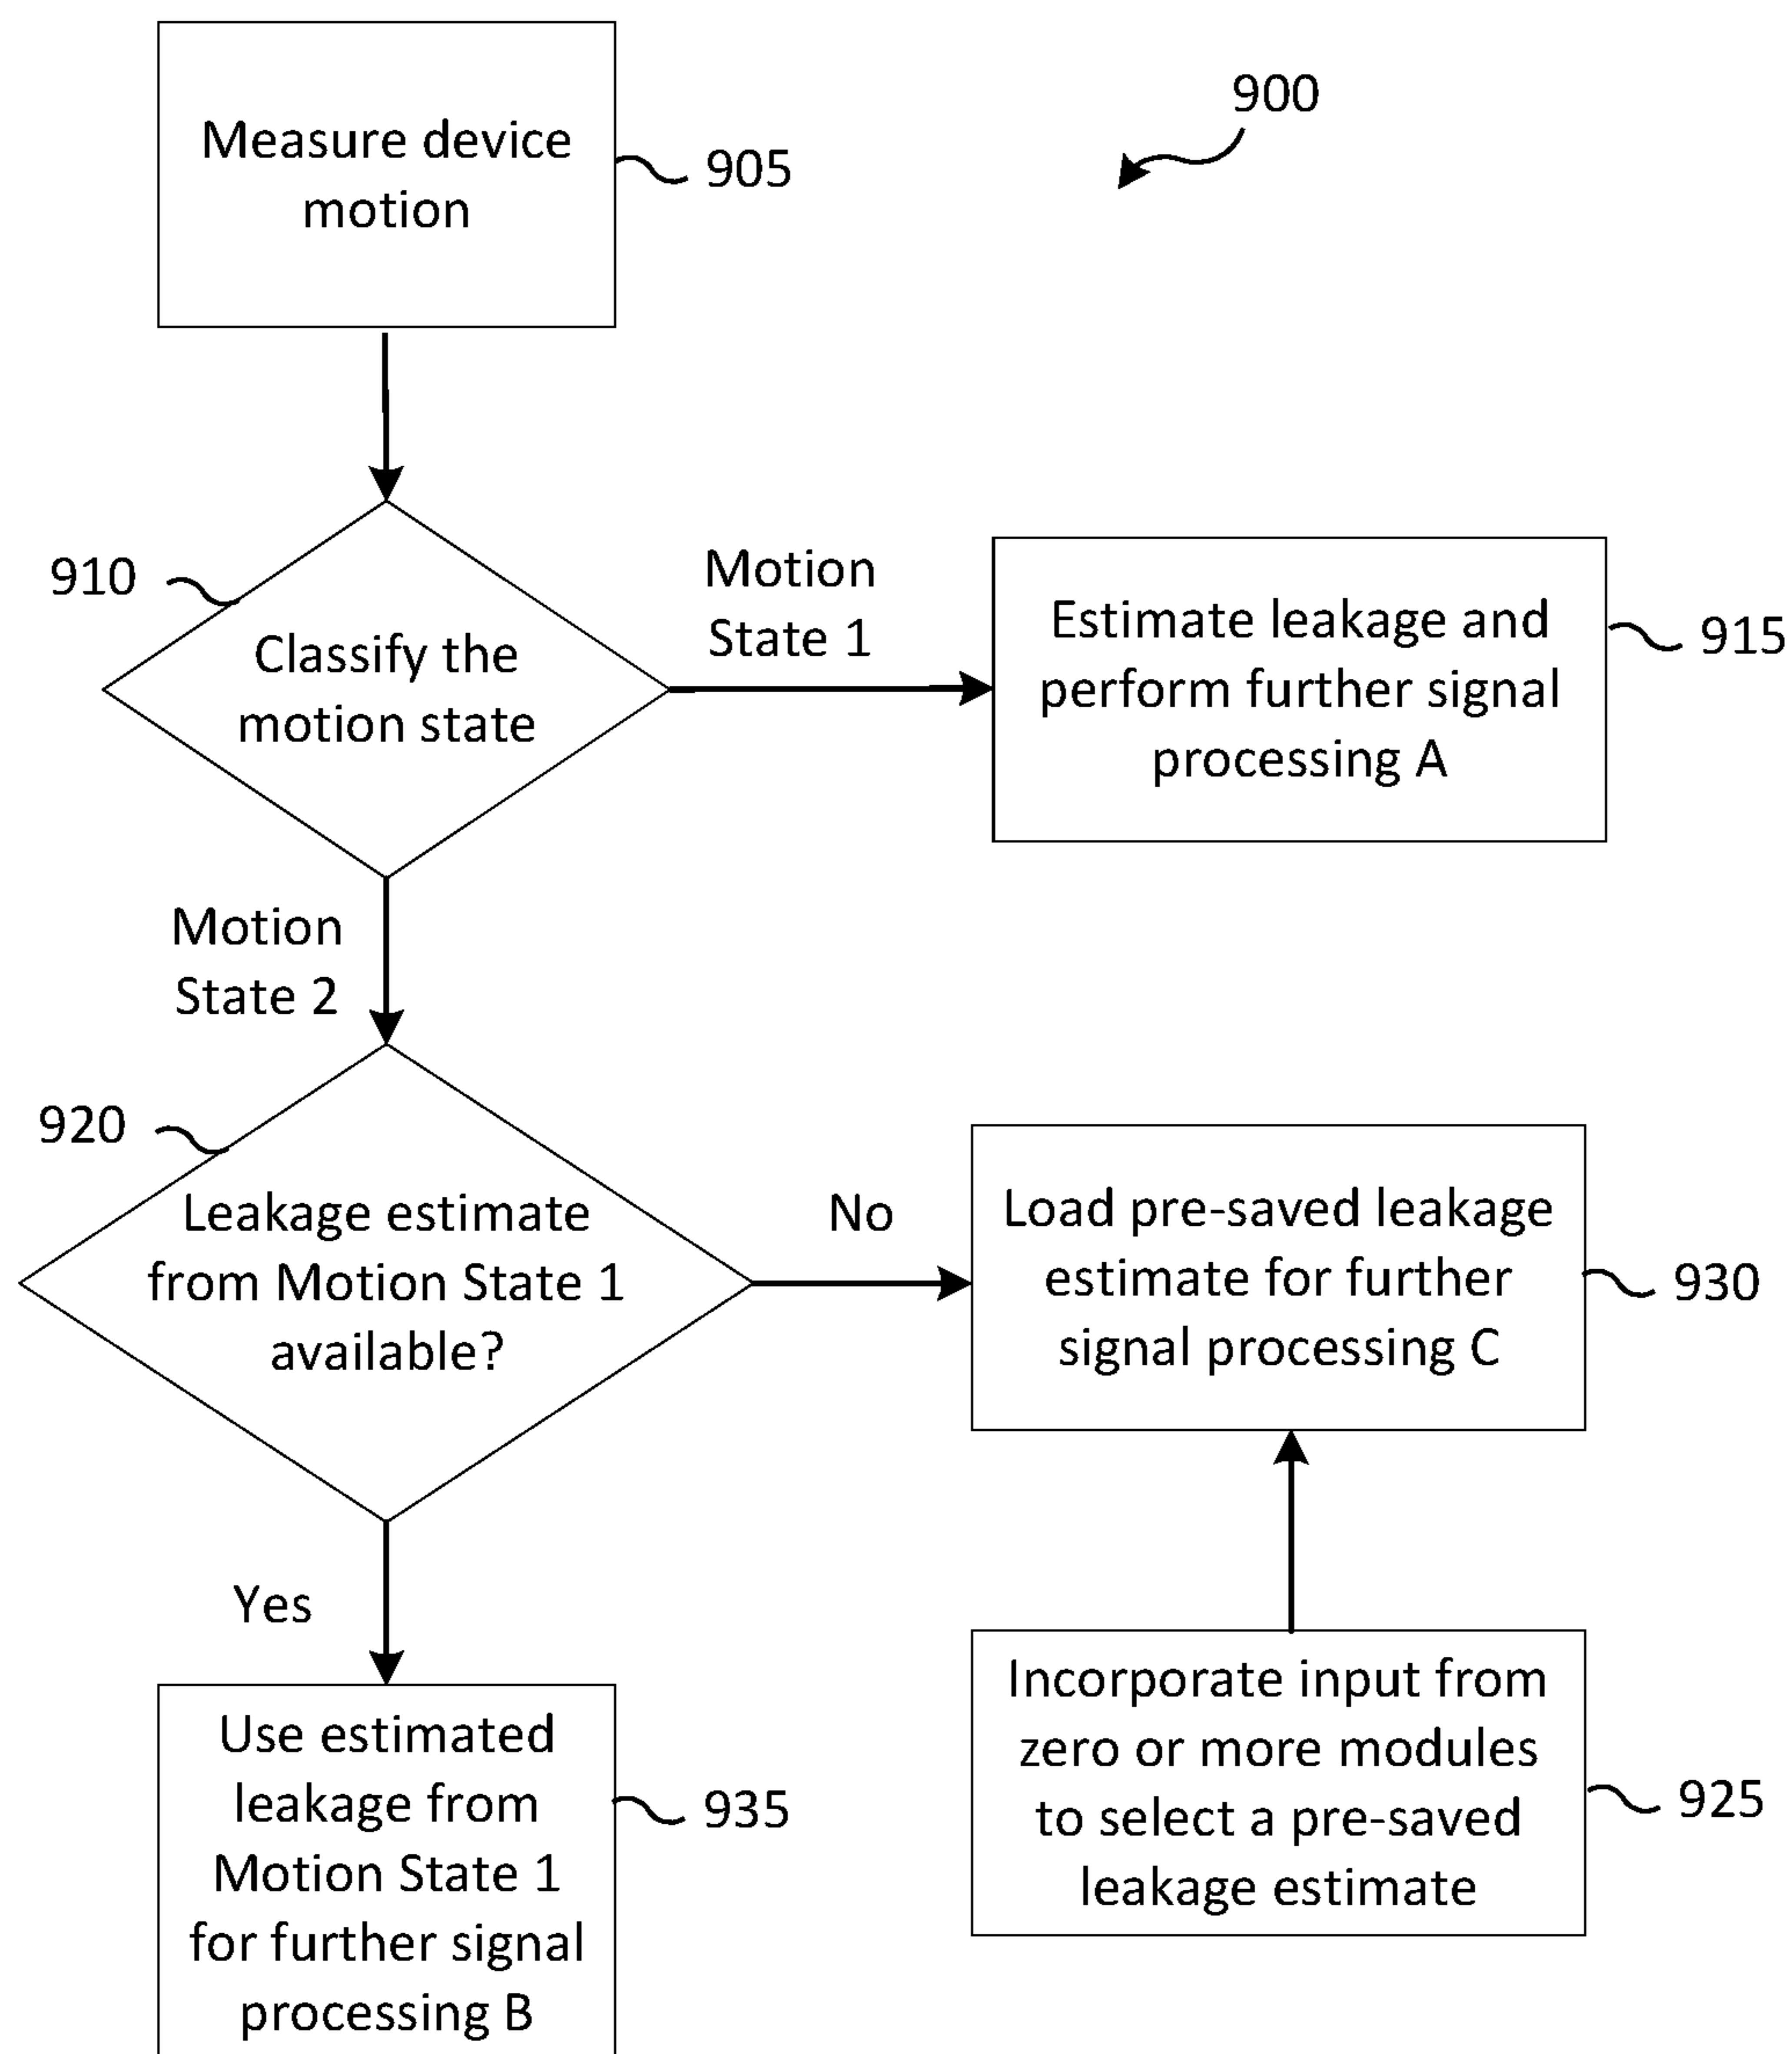 Measure device
motion
905
900
910
Classify the
motion state
Motion
State 1
Estimate leakage and
perform further signal
processing A
915
Motion
State 2
920
Leakage estimate
from Motion State 1
available?
No
Load pre-saved leakage
estimate for further
signal processing C
930
Yes
Use estimated
leakage from
Motion State 1
for further signal
processing B
935
Incorporate input from
zero or more modules
to select a pre-saved
leakage estimate
925